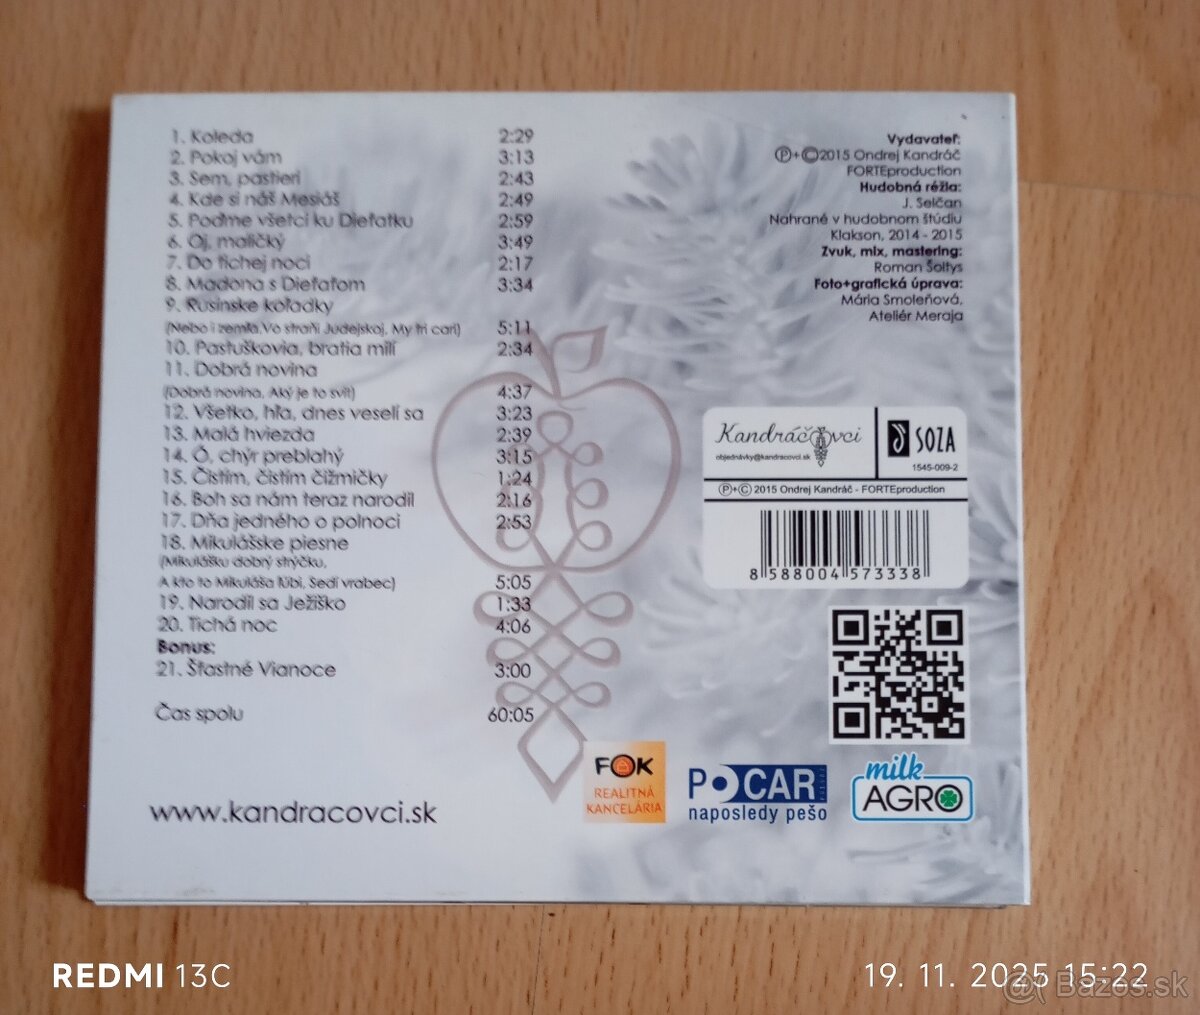 1. Koleda 2:29
2. Pokoj vám 3:13
3. Sem, pastieri 2:43
4. Kde si náš Mesiáš 2:49
5. Poďme všetci ku Dieťatku 2:59
6. Oj, maličký 3:49
7. Do tichej noci 2:17
8. Madona s Dieťaťom 3:34
9. Rusínske koľadky
(Nebo i zemľa, Vo straňi Judejskoj, My tri cari) 5:11
10. Pastuškovia, bratia milí 2:34
11. Dobrá novina
(Dobrá novina, Aký je to svit) 4:37
12. Všetko, hľa, dnes veselí sa 3:23
13. Malá hviezda 2:39
14. Ó, chýr preblahý 3:15
15. Čistím, čistím čižmičky 1:24
16. Boh sa nám teraz narodil 2:16
17. Dňa jedného o polnoci 2:53
18. Mikulášske piesne
(Mikulášku dobrý strýčku,
A kto to Mikuláša ľúbi, Sedí vrabec) 5:05
19. Narodil sa Ježiško 1:33
20. Tichá noc 4:06
Bonus:
21. Šťastné Vianoce 3:00
Čas spolu 60:05
www.kandracovci.sk
Vydavateľ:
Ⓟ+©2015 Ondrej Kandráč
FORTEproduction
Hudobná réžia:
J. Selčan
Nahrané v hudobnom štúdiu
Klakson, 2014 - 2015
Zvuk, mix, mastering:
Roman Šoltys
Foto+grafická úprava:
Mária Smoleňová,
Ateliér Meraja
Kandráčovci
objednávky@kandracovci.sk
SOZA
1545-009-2
Ⓟ+© 2015 Ondrej Kandráč - FORTEproduction
8 588004 573338
FOK
REALITNÁ
KANCELÁRIA
POCAR
naposledy pešo
milk
AGRO
REDMI 13C
19. 11. 2025 15:22
@ Bazos.sk